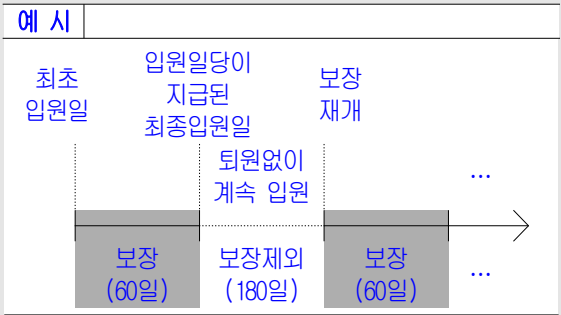 예 시
최초
입원일
입원일당이
지급된
최종입원일
보장
재개
퇴원없이
계속 입원
...
보장
(60일)
보장제외
(180일)
보장
(60일)
...